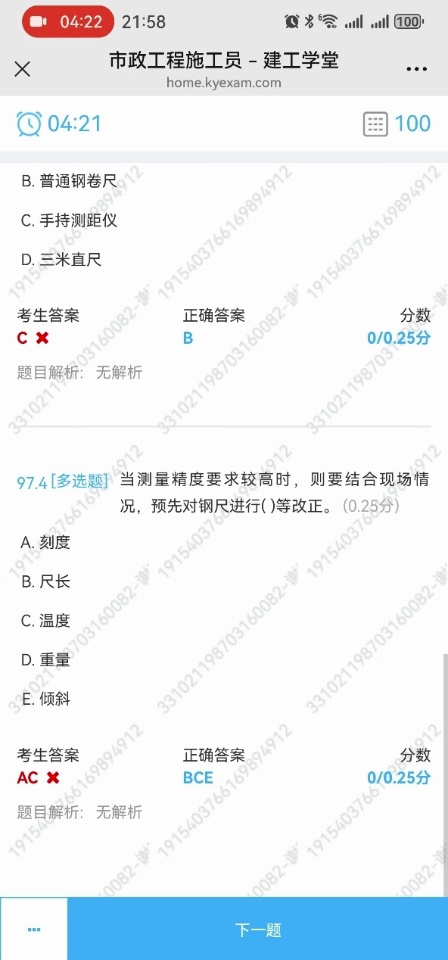 04:22 21:58 6 100
市政工程施工员 - 建工学堂
home.kyexam.com
04:21 100
B. 普通钢卷尺
C. 手持测距仪
D. 三米直尺
考生答案 正确答案 分数
C ✖ B 0/0.25分
题目解析: 无解析
97.4 [多选题] 当测量精度要求较高时，则要结合现场情
况，预先对钢尺进行( )等改正。(0.25分)
A. 刻度
B. 尺长
C. 温度
D. 重量
E. 倾斜
考生答案 正确答案 分数
AC ✖ BCE 0/0.25分
题目解析: 无解析
下一题